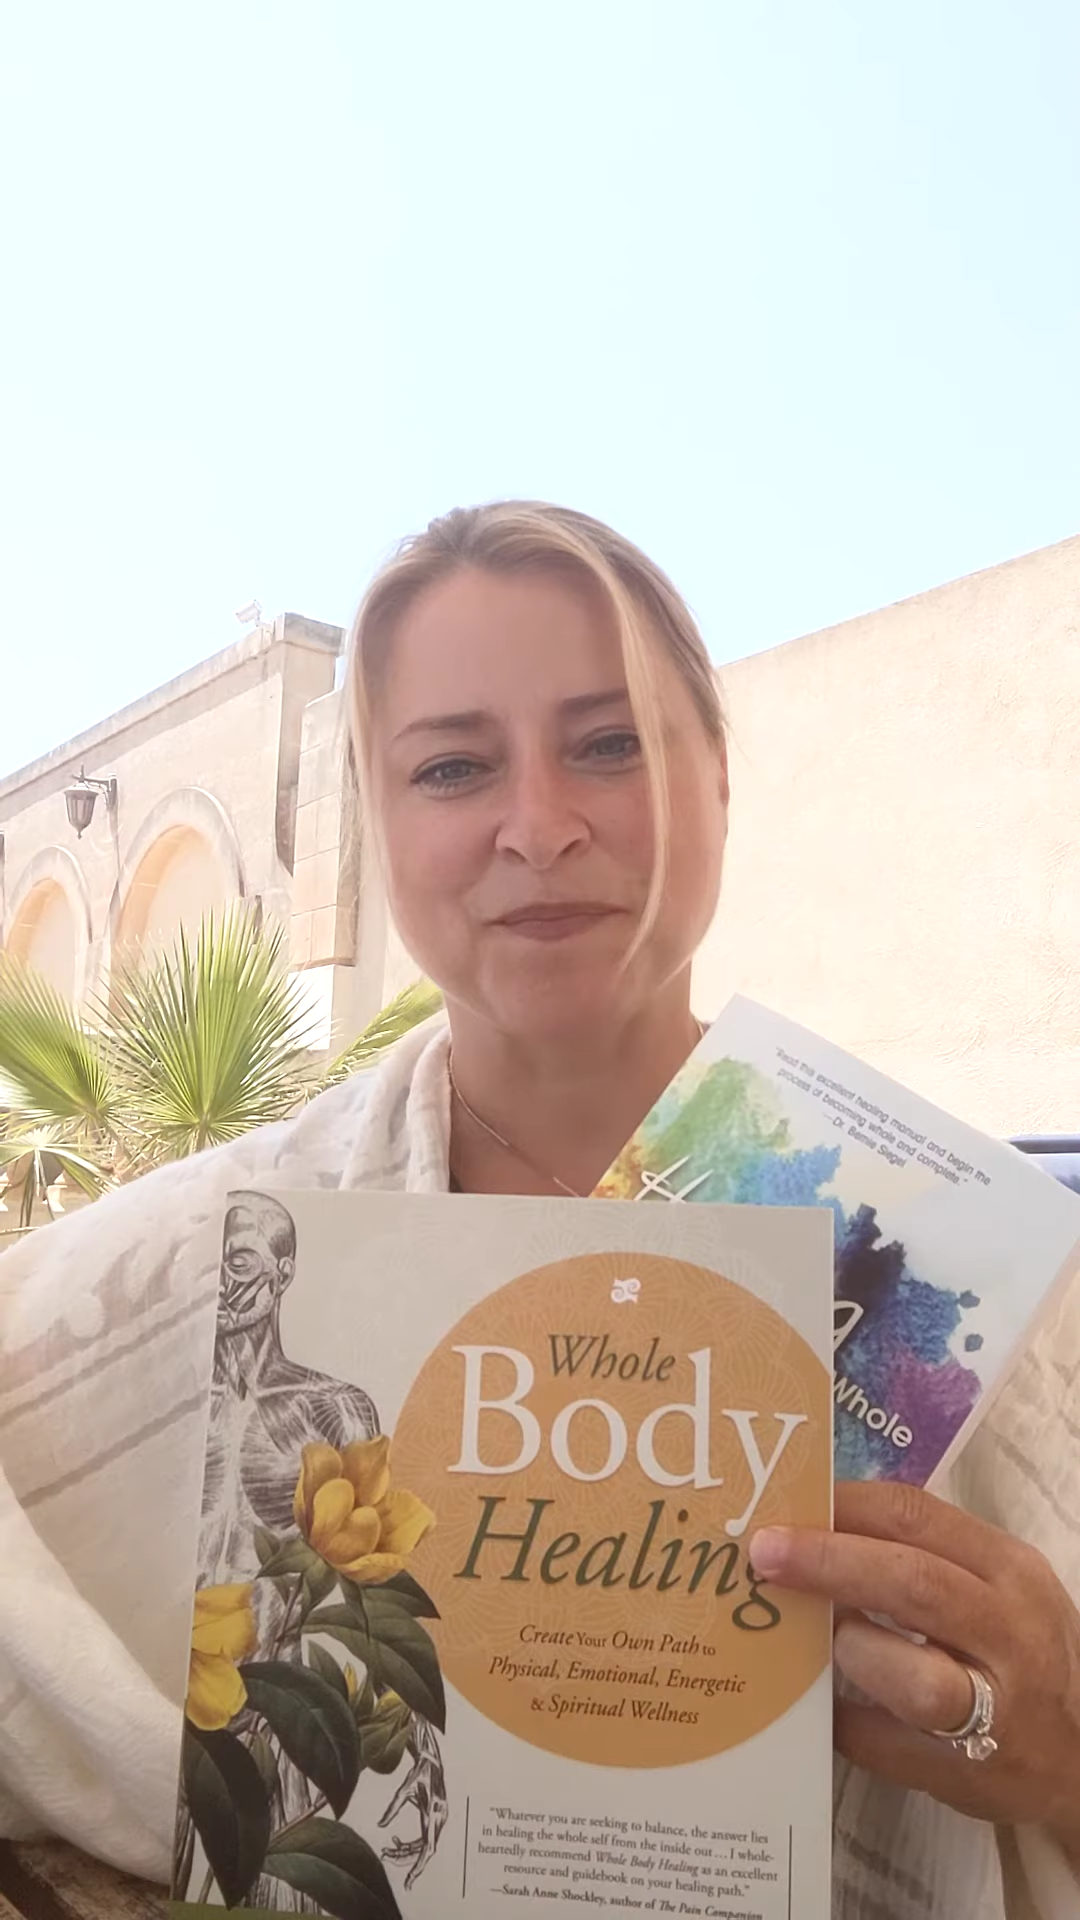 "Read this excellent healing manual and begin the
process of becoming whole and complete."
—Dr. Bernie Siegel
Whole
Whole
Body
Healing
Create Your Own Path to
Physical, Emotional, Energetic
& Spiritual Wellness
"Whatever you are seeking to balance, the answer lies
in healing the whole self from the inside out... I whole-
heartedly recommend Whole Body Healing as an excellent
resource and guidebook on your healing path."
—Sarah Anne Shockley, author of The Pain Companion